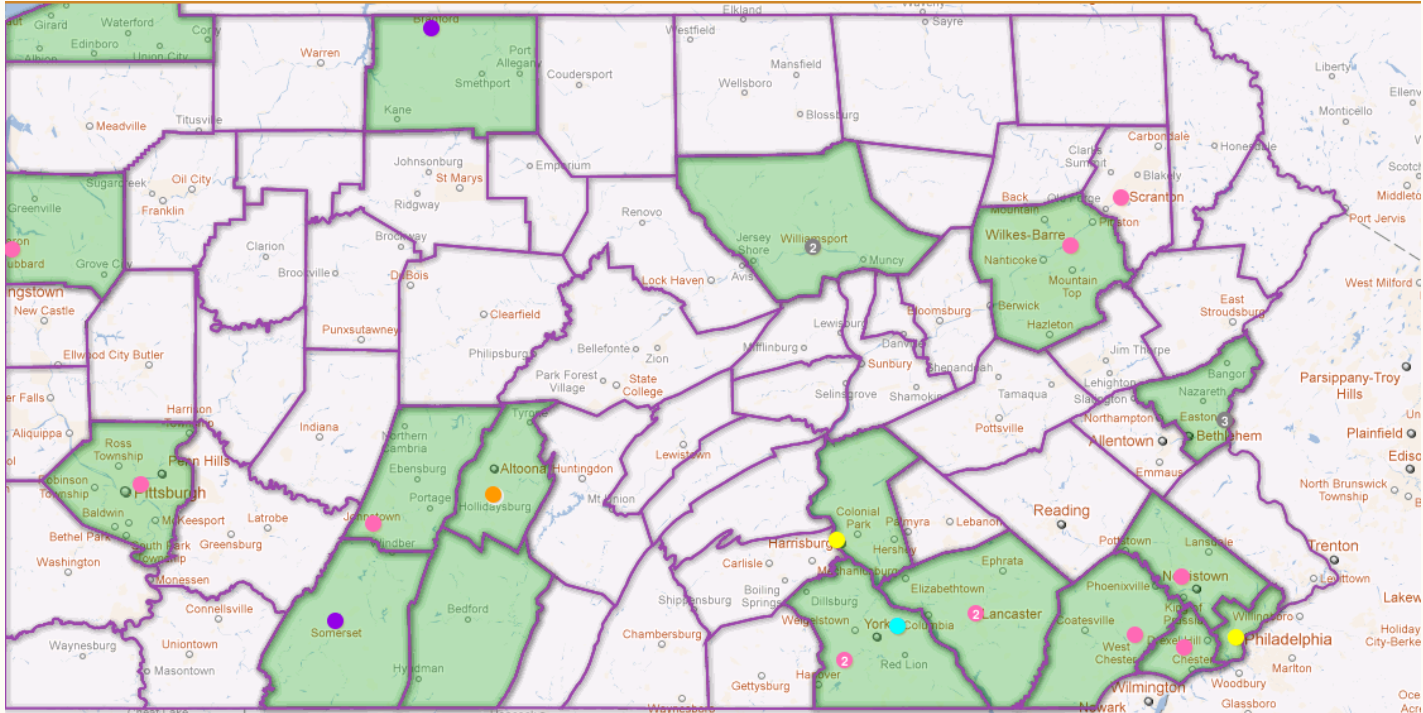 Girard
Waterford
Corry
Edinboro
Albion
Union City
Warren
Bradford
Port
Allegany
Smethport
Kane
Coudersport
Elkland
Westfield
Mansfield
Wellsboro
Blossburg
Sayre
Liberty
Monticello
Meadville
Titusville
Carbondale
Honesdale
Clarks
Summit
Blakely
Johnsonburg
St Marys
Ridgway
Emporium
Sugarcreek
Oil City
Franklin
Greenville
Back
Mountain
Old Forge
Scranton
Pittston
Port Jervis
Renovo
Clarion
Brockway
Jersey
Shore
Williamsport
2
Wilkes-Barre
Hubbard
Grove City
Brookville
DuBois
Lock Haven
Avis
Muncy
Nanticoke
Mountain
Top
West Milford
New Castle
Clearfield
Punxsutawney
Berwick
Bloomsburg
Hazleton
East
Stroudsburg
Lewisburg
Danville
Ellwood City
Butler
Philipsburg
Bellefonte
Zion
Mifflinburg
Sunbury
Shenandoah
Jim Thorpe
Bangor
Park Forest
Village
State
College
Selinsgrove
Shamokin
Tamaqua
Lehighton
Slatington
Nazareth
Parsippany-Troy
Hills
Aliquippa
Harrison
Township
Indiana
Northern
Cambria
Tyrone
Pottsville
Northampton
Easton
3
Allentown
Bethlehem
Plainfield
Ross
Township
Penn Hills
Ebensburg
Altoona
Huntingdon
Lewistown
Emmaus
Robinson
Township
Pittsburgh
Portage
Hollidaysburg
Mt Union
North Brunswick
Township
Baldwin
McKeesport
Latrobe
Johnstown
Colonial
Park
Palmyra
Lebanon
Reading
Bethel Park
South Park
Township
Greensburg
Windber
Harrisburg
Hershey
Pottstown
Lansdale
Trenton
Washington
Monessen
Carlisle
Mechanicsburg
Ephrata
Norristown
Levittown
Connellsville
Bedford
Shippensburg
Boiling
Springs
Dillsburg
Elizabethtown
Phoenixville
King of
Prussia
Willingboro
Weigelstown
York
Columbia
2
Lancaster
Coatesville
Waynesburg
Uniontown
Somerset
Chambersburg
West
Chester
Drexel Hill
Philadelphia
Masontown
Hyndman
2
Red Lion
Chester
Marlton
Gettysburg
Hanover
Wilmington
Woodbury
Waynesboro
Newark
Glassboro